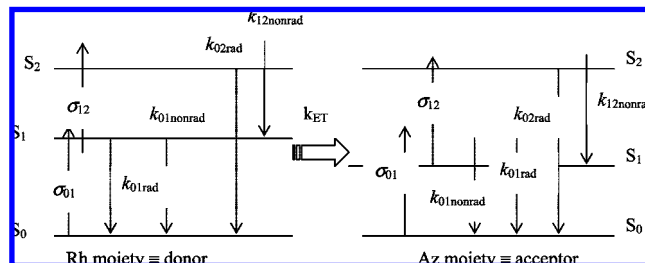 k12nonrad
k02rad
S2
S2
σ12
k01nonrad
kET
σ12
k02rad
k12nonrad
S1
S1
σ01
k01rad
σ01
k01nonrad
k01rad
S0
S0
Rh moiety ≡ donor
Az moiety ≡ acceptor